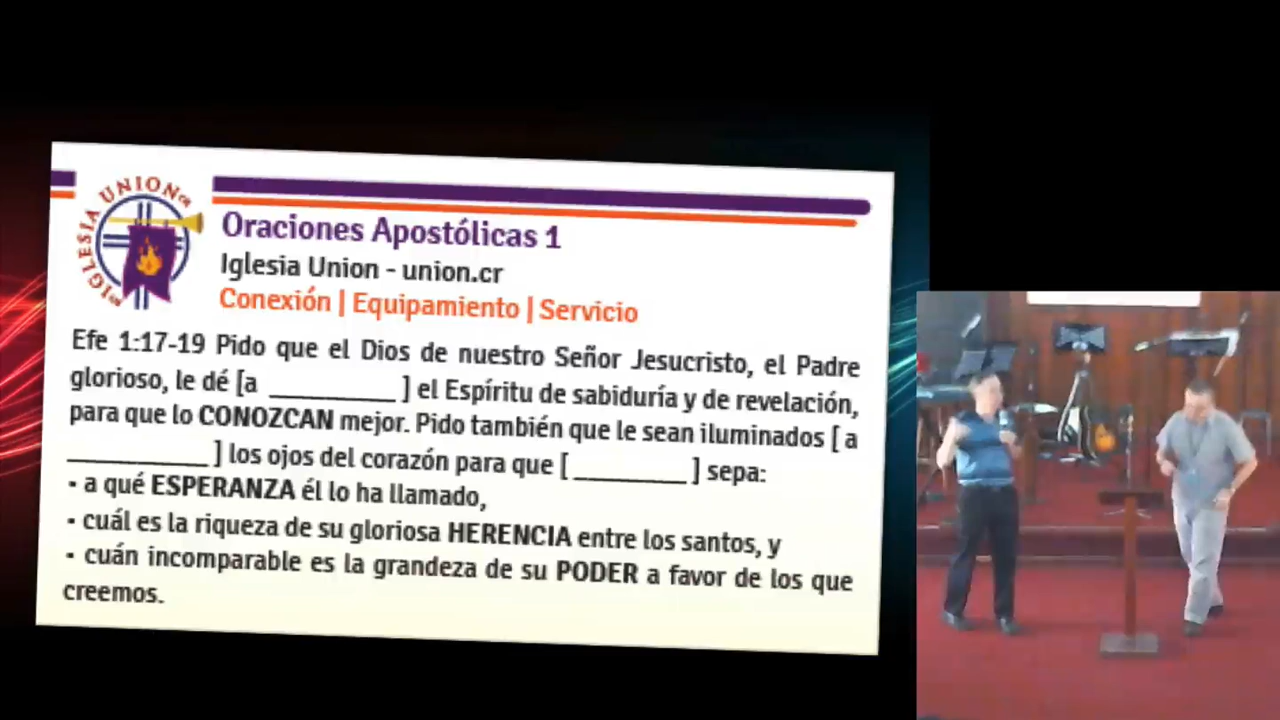 IGLESIA UNION CR
Oraciones Apostólicas 1
Iglesia Union - union.cr
Conexión | Equipamiento | Servicio
Efe 1:17-19 Pido que el Dios de nuestro Señor Jesucristo, el Padre
glorioso, le dé [a __________ ] el Espíritu de sabiduría y de revelación,
para que lo CONOZCAN mejor. Pido también que le sean iluminados [ a
___________ ] los ojos del corazón para que [ _________ ] sepa:
- a qué ESPERANZA él lo ha llamado,
- cuál es la riqueza de su gloriosa HERENCIA entre los santos, y
- cuán incomparable es la grandeza de su PODER a favor de los que
creemos.